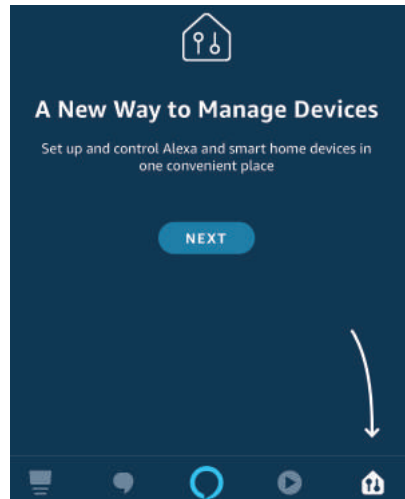 A New Way to Manage Devices
Set up and control Alexa and smart home devices in
one convenient place
NEXT